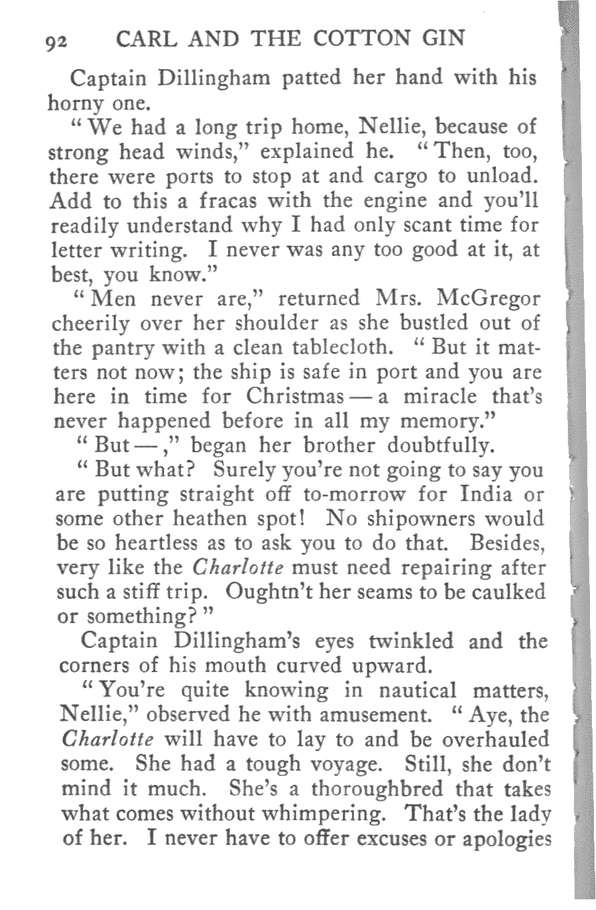 92 CARL AND THE COTTON GIN
Captain Dillingham patted her hand with his
horny one.
“ We had a long trip home, Nellie, because of
strong head winds,” explained he. “ Then, too,
there were ports to stop at and cargo to unload.
Add to this a fracas with the engine and you’ll
readily understand why I had only scant time for
letter writing. I never was any too good at it, at
best, you know.”
“ Men never are,” returned Mrs. McGregor
cheerily over her shoulder as she bustled out of
the pantry with a clean tablecloth. “ But it mat-
ters not now; the ship is safe in port and you are
here in time for Christmas — a miracle that’s
never happened before in all my memory.”
“ But — ,” began her brother doubtfully.
“ But what? Surely you’re not going to say you
are putting straight off to-morrow for India or
some other heathen spot! No shipowners would
be so heartless as to ask you to do that. Besides,
very like the Charlotte must need repairing after
such a stiff trip. Oughtn’t her seams to be caulked
or something? ”
Captain Dillingham’s eyes twinkled and the
corners of his mouth curved upward.
“ You’re quite knowing in nautical matters,
Nellie,” observed he with amusement. “ Aye, the
Charlotte will have to lay to and be overhauled
some. She had a tough voyage. Still, she don’t
mind it much. She’s a thoroughbred that takes
what comes without whimpering. That’s the lady
of her. I never have to offer excuses or apologies